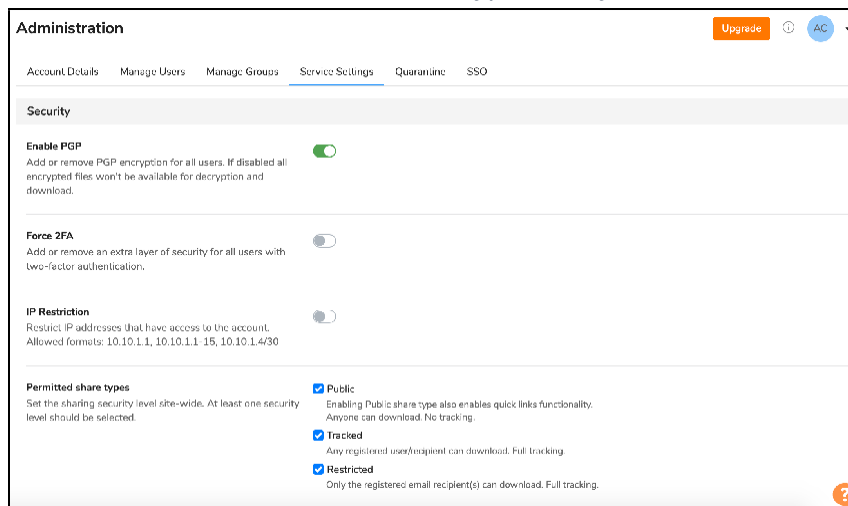 Administration
Upgrade
AC
Account Details Manage Users Manage Groups Service Settings Quarantine SSO
Security
Enable PGP
Add or remove PGP encryption for all users. If disabled all
encrypted files won't be available for decryption and
download.
Force 2FA
Add or remove an extra layer of security for all users with
two-factor authentication.
IP Restriction
Restrict IP addresses that have access to the account.
Allowed formats: 10.10.1.1, 10.10.1.1-15, 10.10.1.4/30
Permitted share types
Set the sharing security level site-wide. At least one security
level should be selected.
Public
Enabling Public share type also enables quick links functionality.
Anyone can download. No tracking.
Tracked
Any registered user/recipient can download. Full tracking.
Restricted
Only the registered email recipient(s) can download. Full tracking.
?